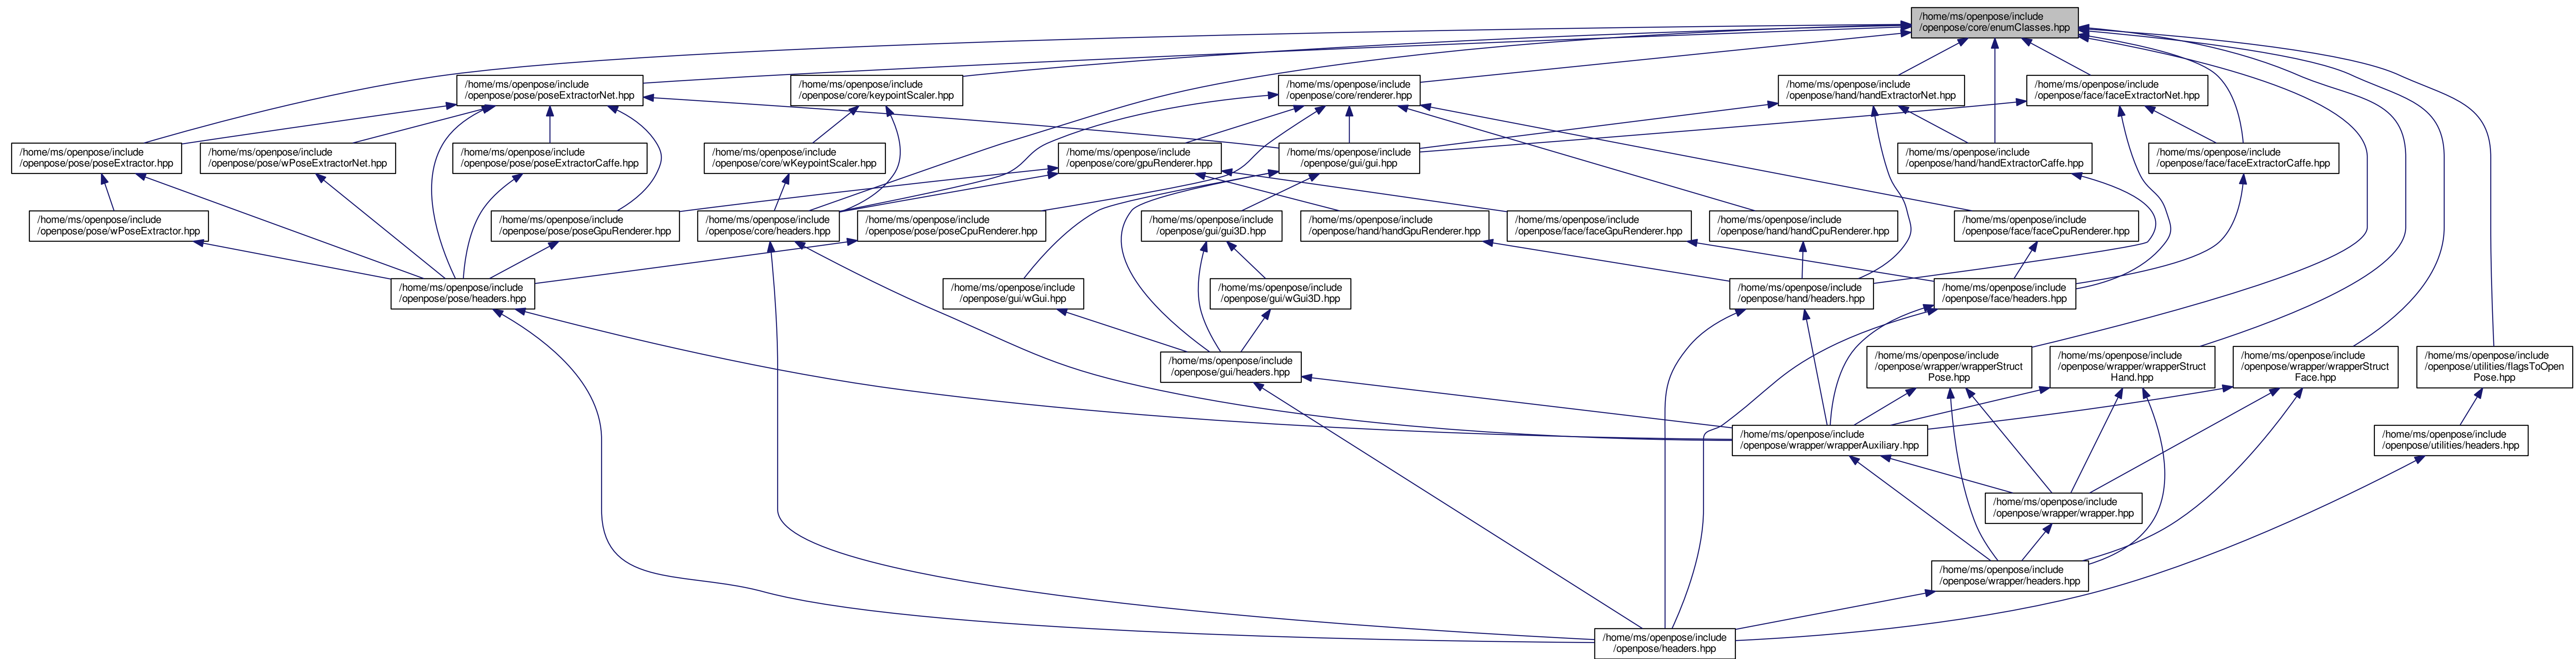 /home/ms/openpose/include
/openpose/core/enumClasses.hpp
/home/ms/openpose/include
/openpose/pose/poseExtractorNet.hpp
/home/ms/openpose/include
/openpose/core/keypointScaler.hpp
/home/ms/openpose/include
/openpose/core/renderer.hpp
/home/ms/openpose/include
/openpose/hand/handExtractorNet.hpp
/home/ms/openpose/include
/openpose/face/faceExtractorNet.hpp
/home/ms/openpose/include
/openpose/pose/poseExtractor.hpp
/home/ms/openpose/include
/openpose/pose/wPoseExtractorNet.hpp
/home/ms/openpose/include
/openpose/pose/poseExtractorCaffe.hpp
/home/ms/openpose/include
/openpose/core/wKeypointScaler.hpp
/home/ms/openpose/include
/openpose/core/gpuRenderer.hpp
/home/ms/openpose/include
/openpose/gui/gui.hpp
/home/ms/openpose/include
/openpose/hand/handExtractorCaffe.hpp
/home/ms/openpose/include
/openpose/face/faceExtractorCaffe.hpp
/home/ms/openpose/include
/openpose/pose/wPoseExtractor.hpp
/home/ms/openpose/include
/openpose/pose/poseGpuRenderer.hpp
/home/ms/openpose/include
/openpose/core/headers.hpp
/home/ms/openpose/include
/openpose/pose/poseCpuRenderer.hpp
/home/ms/openpose/include
/openpose/gui/gui3D.hpp
/home/ms/openpose/include
/openpose/hand/handGpuRenderer.hpp
/home/ms/openpose/include
/openpose/face/faceGpuRenderer.hpp
/home/ms/openpose/include
/openpose/hand/handCpuRenderer.hpp
/home/ms/openpose/include
/openpose/face/faceCpuRenderer.hpp
/home/ms/openpose/include
/openpose/pose/headers.hpp
/home/ms/openpose/include
/openpose/gui/wGui.hpp
/home/ms/openpose/include
/openpose/gui/wGui3D.hpp
/home/ms/openpose/include
/openpose/hand/headers.hpp
/home/ms/openpose/include
/openpose/face/headers.hpp
/home/ms/openpose/include
/openpose/gui/headers.hpp
/home/ms/openpose/include
/openpose/wrapper/wrapperStruct
Pose.hpp
/home/ms/openpose/include
/openpose/wrapper/wrapperStruct
Hand.hpp
/home/ms/openpose/include
/openpose/wrapper/wrapperStruct
Face.hpp
/home/ms/openpose/include
/openpose/utilities/flagsToOpen
Pose.hpp
/home/ms/openpose/include
/openpose/wrapper/wrapperAuxiliary.hpp
/home/ms/openpose/include
/openpose/utilities/headers.hpp
/home/ms/openpose/include
/openpose/wrapper/wrapper.hpp
/home/ms/openpose/include
/openpose/wrapper/headers.hpp
/home/ms/openpose/include
/openpose/headers.hpp